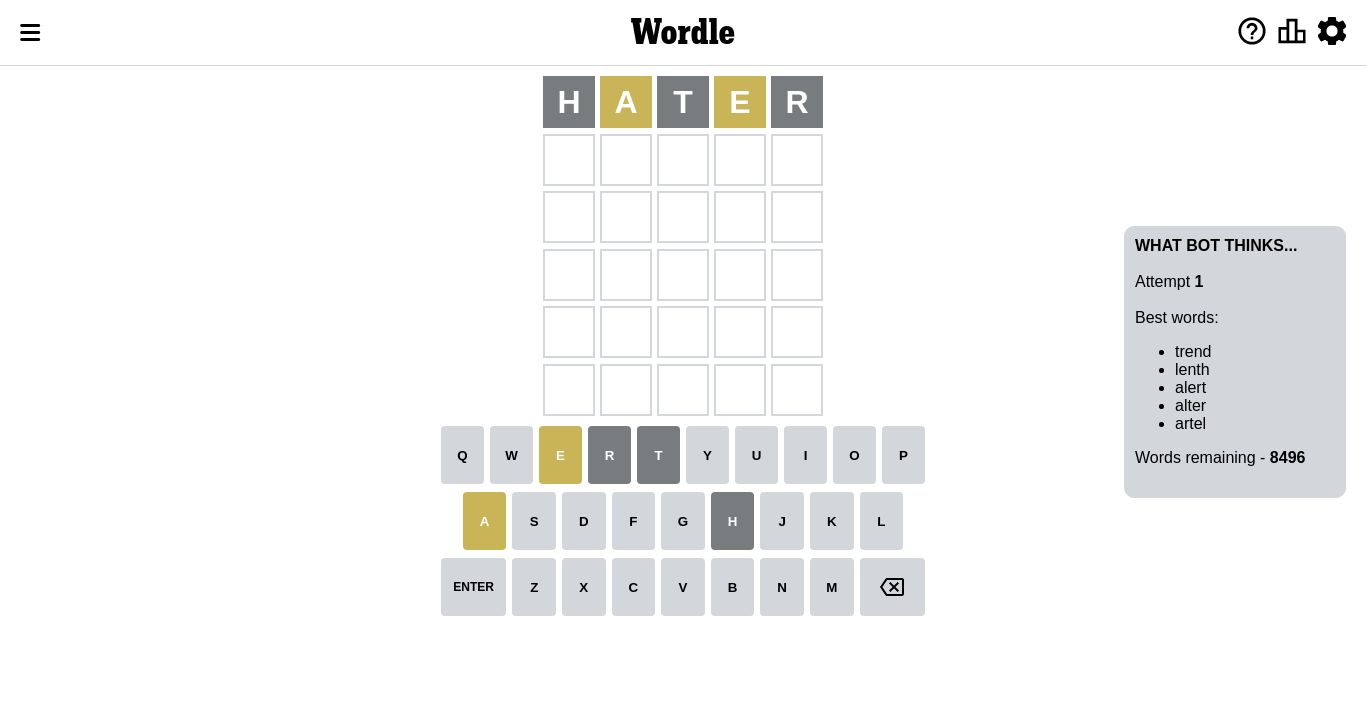 Wordle
H A T E R
WHAT BOT THINKS...
Attempt 1
Best words:
trend
lenth
alert
alter
artel
Words remaining - 8496
Q W E R T Y U I O P
A S D F G H J K L
ENTER Z X C V B N M